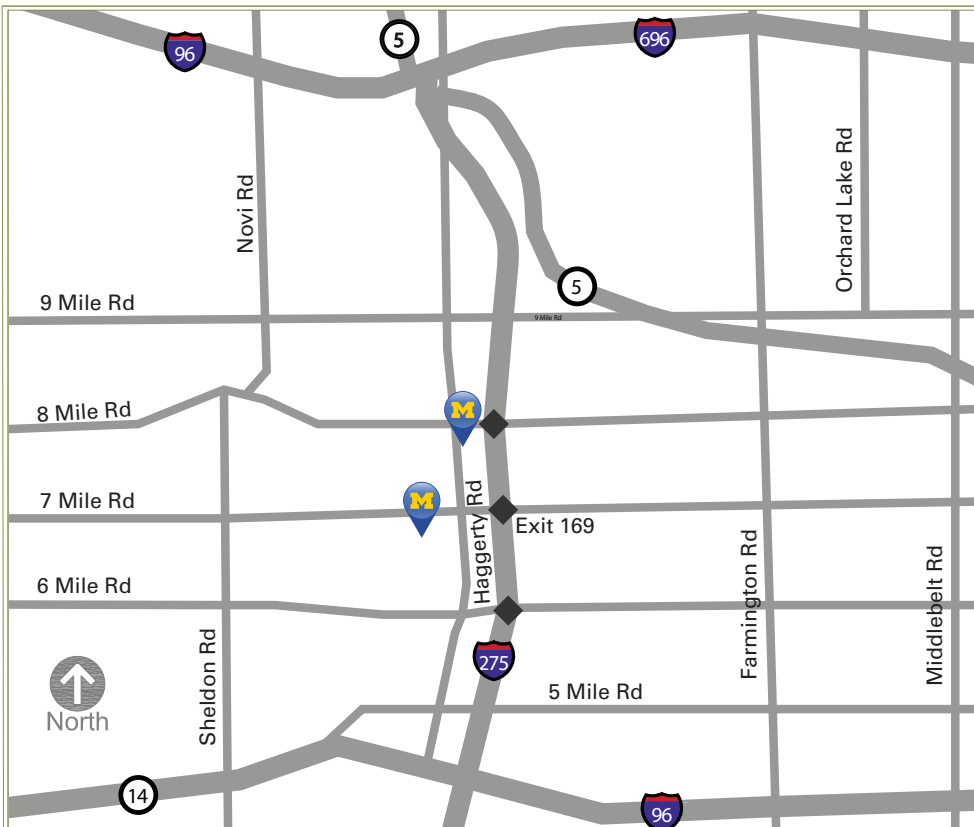 5
96
696
Novi Rd
Orchard Lake Rd
5
9 Mile Rd
9 Mile Rd
M
8 Mile Rd
M
7 Mile Rd
Exit 169
Haggerty Rd
6 Mile Rd
Farmington Rd
Middlebelt Rd
Sheldon Rd
275
5 Mile Rd
North
14
96